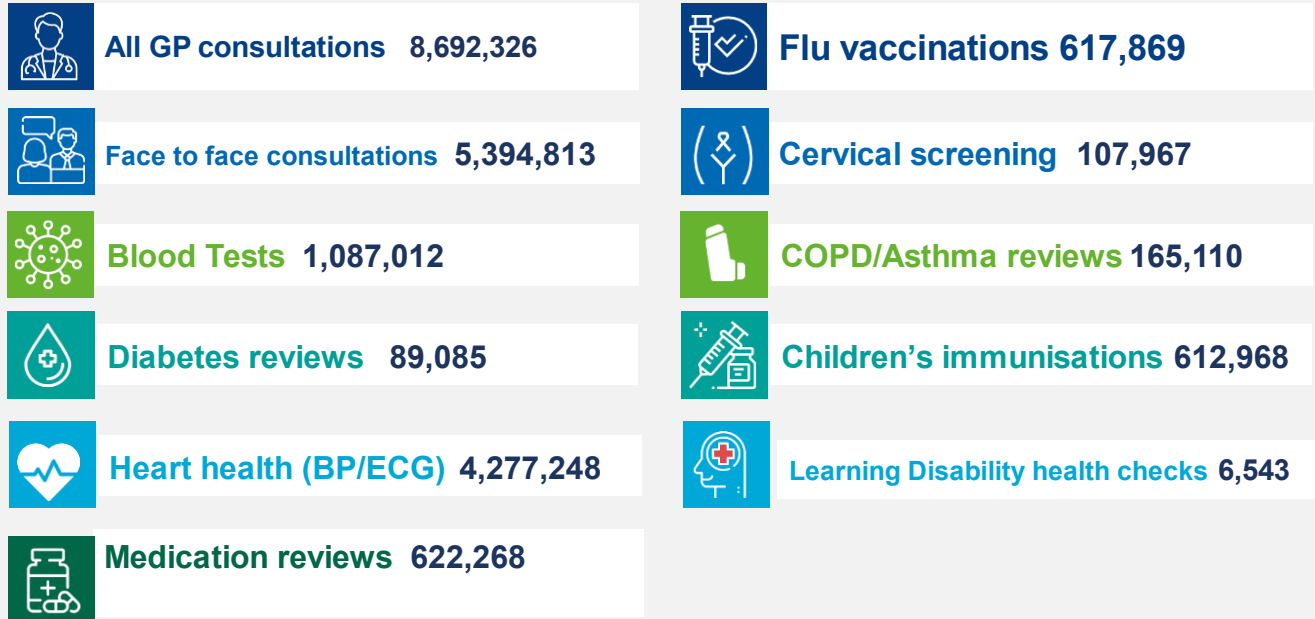 All GP consultations 8,692,326
Face to face consultations 5,394,813
Blood Tests 1,087,012
Diabetes reviews 89,085
Heart health (BP/ECG) 4,277,248
Medication reviews 622,268
Flu vaccinations 617,869
Cervical screening 107,967
COPD/Asthma reviews 165,110
Children’s immunisations 612,968
Learning Disability health checks 6,543